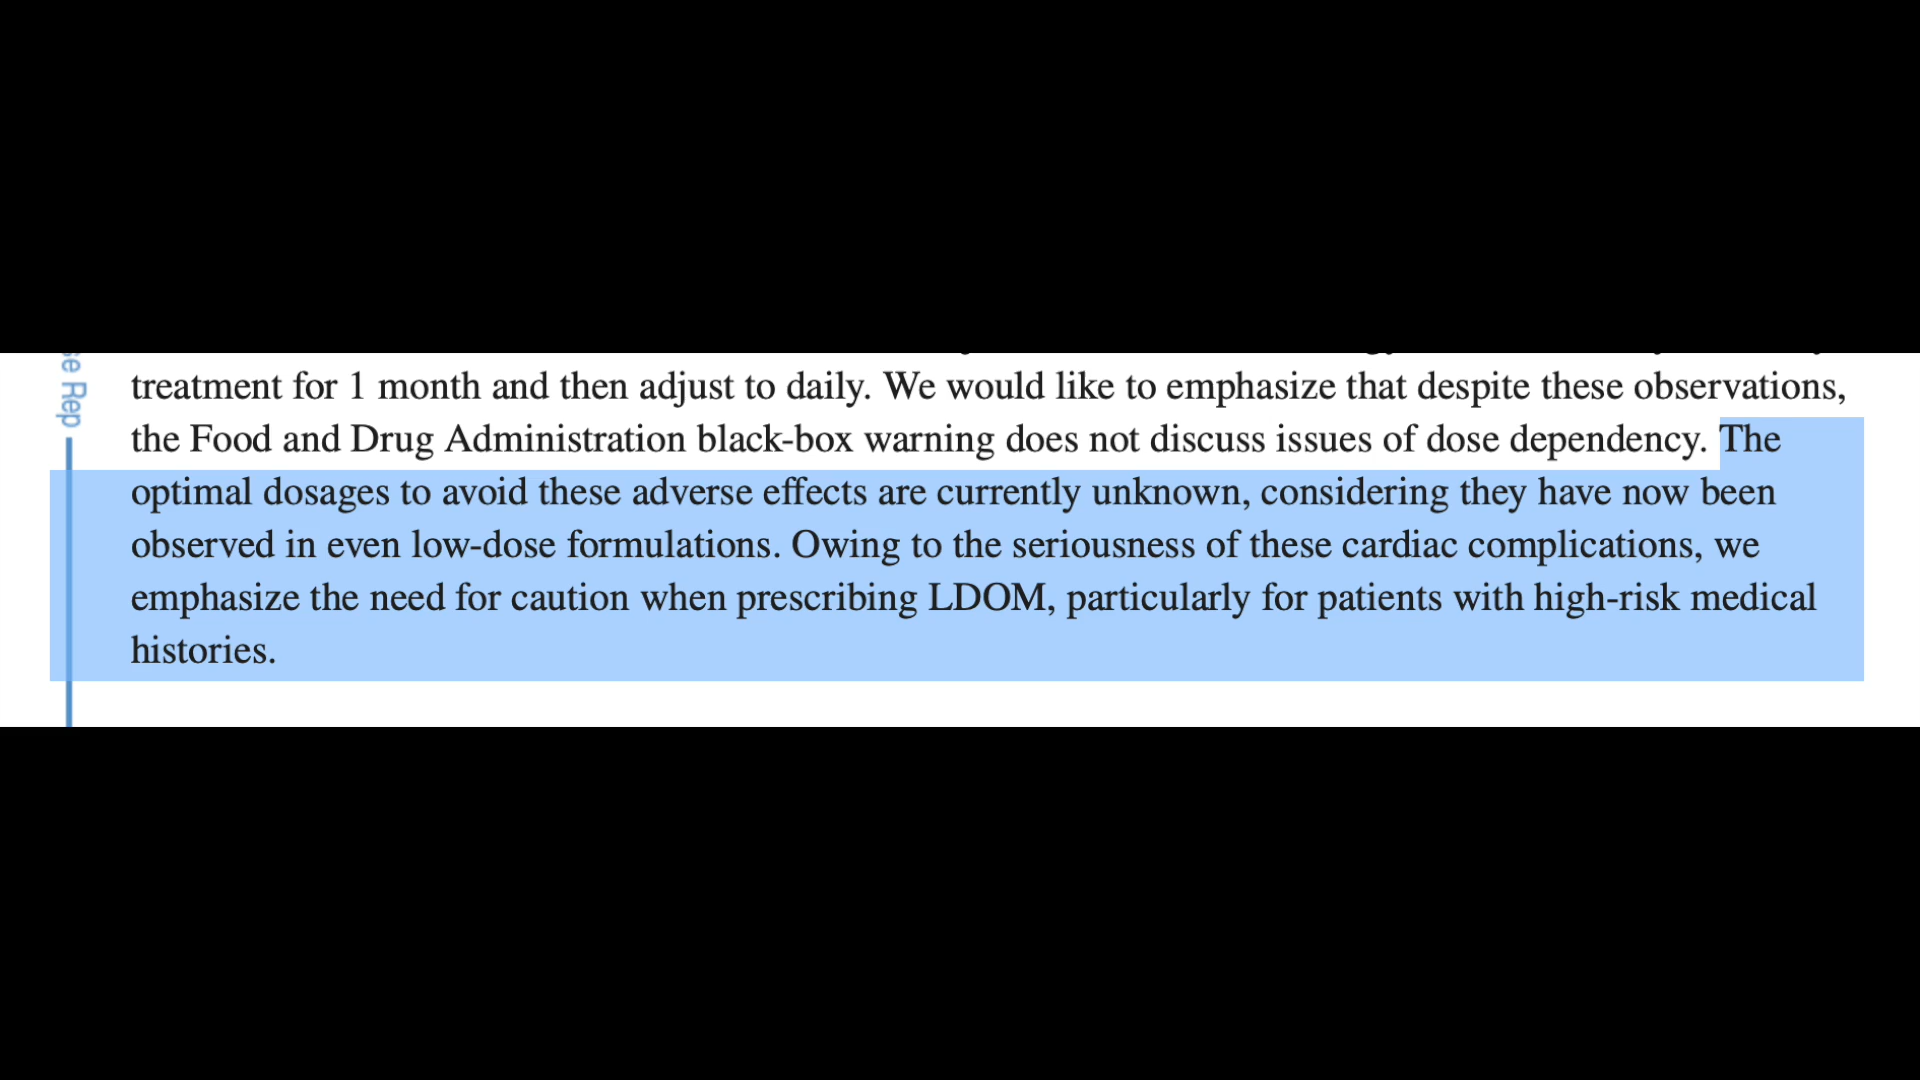 se Rep
treatment for 1 month and then adjust to daily. We would like to emphasize that despite these observations,
the Food and Drug Administration black-box warning does not discuss issues of dose dependency. The
optimal dosages to avoid these adverse effects are currently unknown, considering they have now been
observed in even low-dose formulations. Owing to the seriousness of these cardiac complications, we
emphasize the need for caution when prescribing LDOM, particularly for patients with high-risk medical
histories.